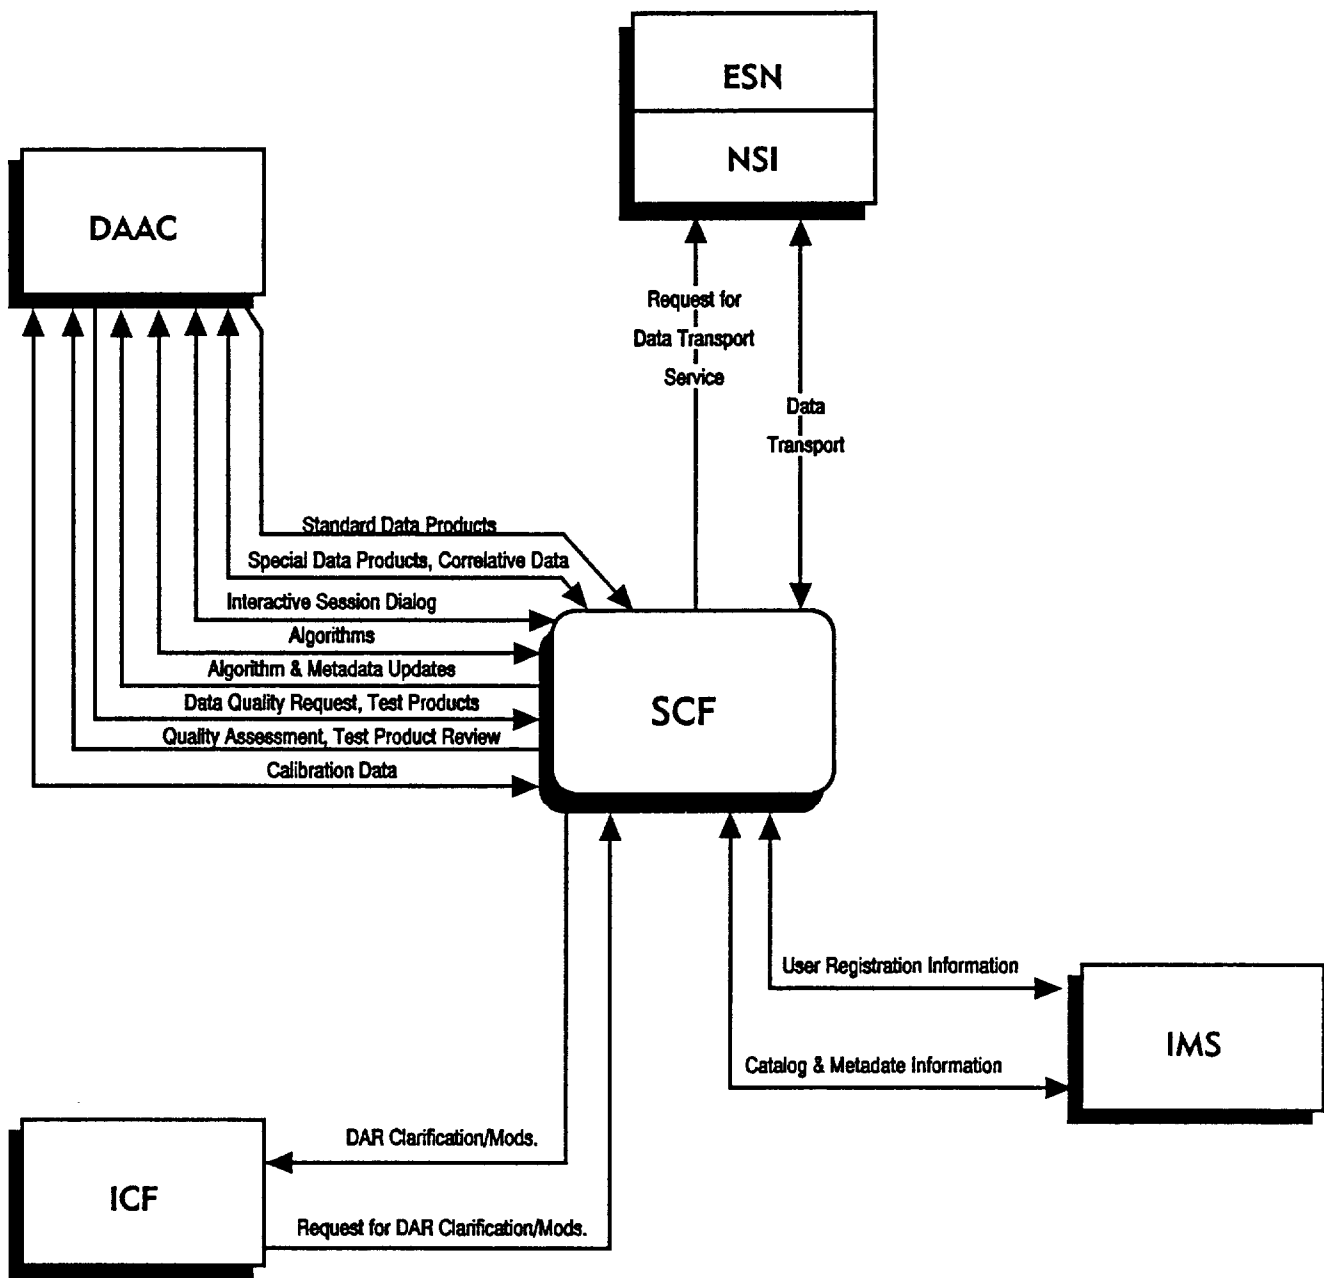 ESN
NSI
DAAC
Request for
Data Transport
Service
Data
Transport
Standard Data Products
Special Data Products, Correlative Data
Interactive Session Dialog
Algorithms
Algorithm & Metadata Updates
Data Quality Request, Test Products
Quality Assessment, Test Product Review
Calibration Data
SCF
User Registration Information
IMS
Catalog & Metadate Information
DAR Clarification/Mods.
ICF
Request for DAR Clarification/Mods.